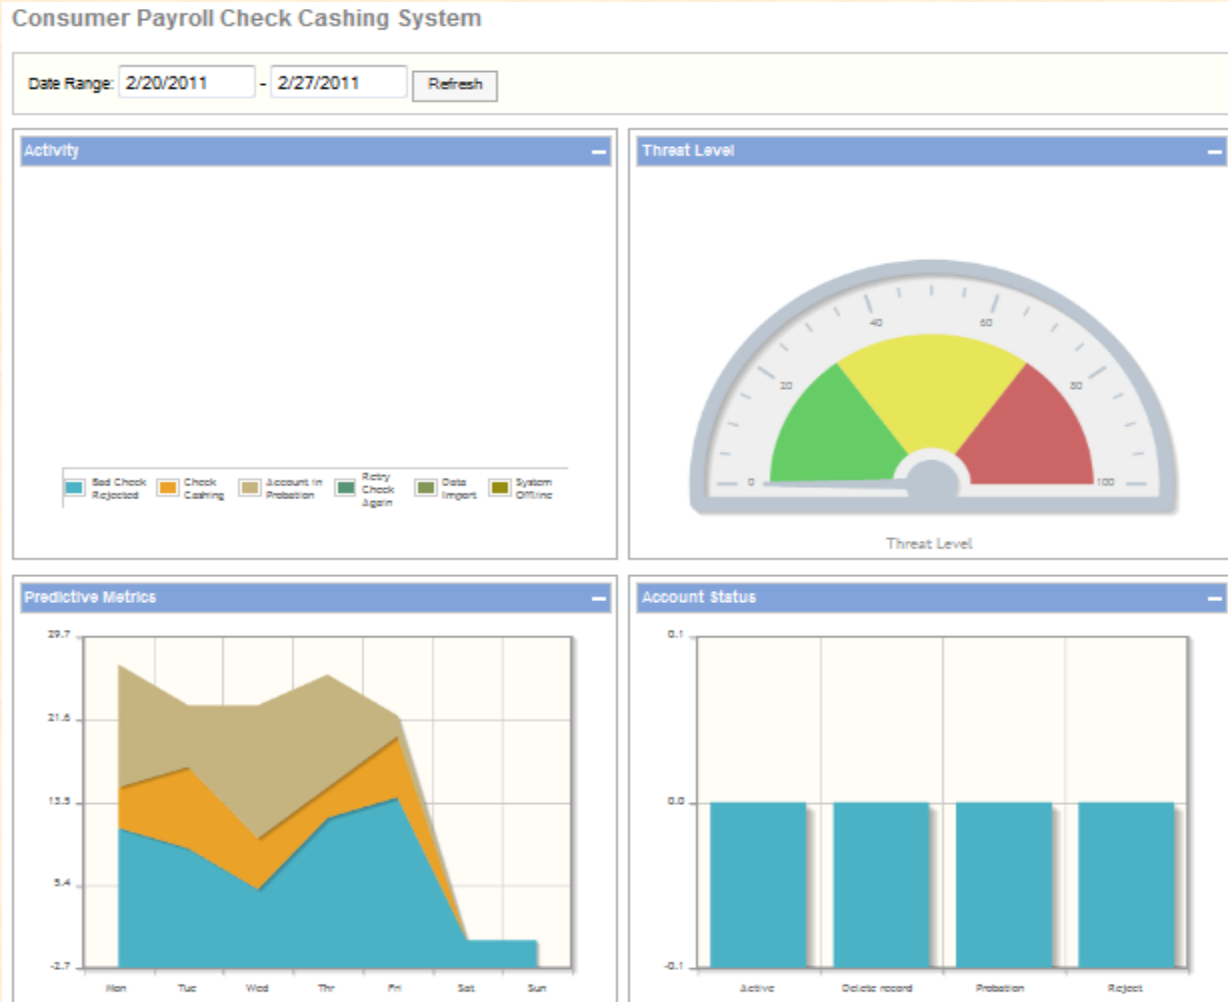 Consumer Payroll Check Cashing System
Date Range: 2/20/2011 - 2/27/2011 Refresh
Activity
Bad Check
Rejected
Check
Cashing
Account in
Probation
Retry
Check
Again
Data
Import
System
Offline
Threat Level
0
20
40
60
80
100
Threat Level
Predictive Metrics
29.7
21.6
13.5
5.4
-2.7
Mon
Tue
Wed
Thr
Fri
Sat
Sun
Account Status
0.1
0.0
-0.1
Active
Delete record
Probation
Reject